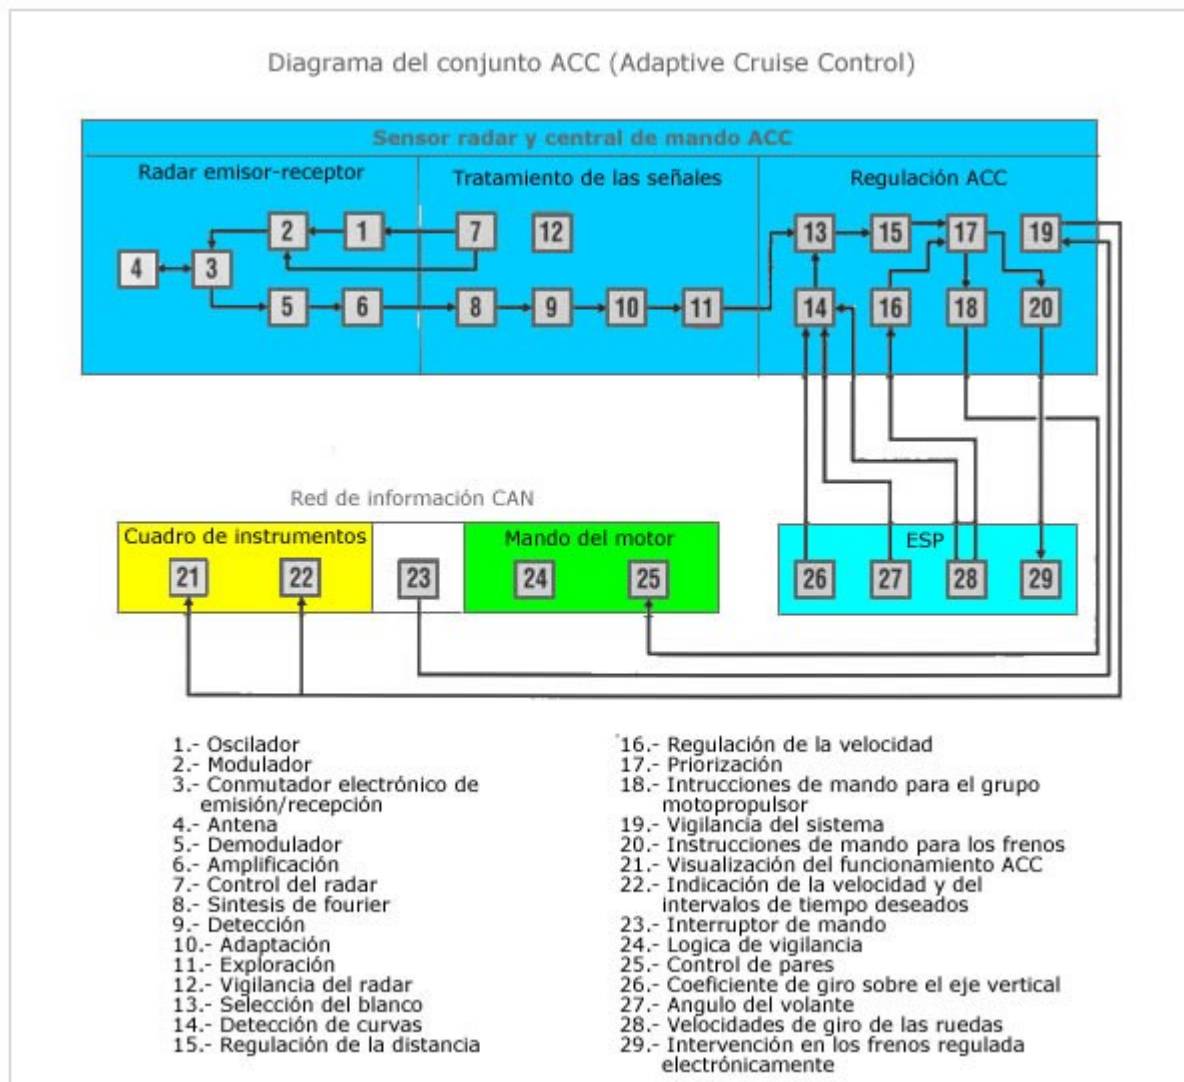 Diagrama del conjunto ACC (Adaptive Cruise Control)
Sensor radar y central de mando ACC
Radar emisor-receptor
Tratamiento de las señales
Regulación ACC
2
1
7
12
13
15
17
19
4
3
5
6
8
9
10
11
14
16
18
20
Red de información CAN
Cuadro de instrumentos
Mando del motor
ESP
21
22
23
24
25
26
27
28
29
1.- Oscilador
2.- Modulador
3.- Conmutador electrónico de
emisión/recepción
4.- Antena
5.- Demodulador
6.- Amplificación
7.- Control del radar
8.- Sintesis de fourier
9.- Detección
10.- Adaptación
11.- Exploración
12.- Vigilancia del radar
13.- Selección del blanco
14.- Detección de curvas
15.- Regulación de la distancia
16.- Regulación de la velocidad
17.- Priorización
18.- Intrucciones de mando para el grupo
motopropulsor
19.- Vigilancia del sistema
20.- Instrucciones de mando para los frenos
21.- Visualización del funcionamiento ACC
22.- Indicación de la velocidad y del
intervalos de tiempo deseados
23.- Interruptor de mando
24.- Logica de vigilancia
25.- Control de pares
26.- Coeficiente de giro sobre el eje vertical
27.- Angulo del volante
28.- Velocidades de giro de las ruedas
29.- Intervención en los frenos regulada
electrónicamente